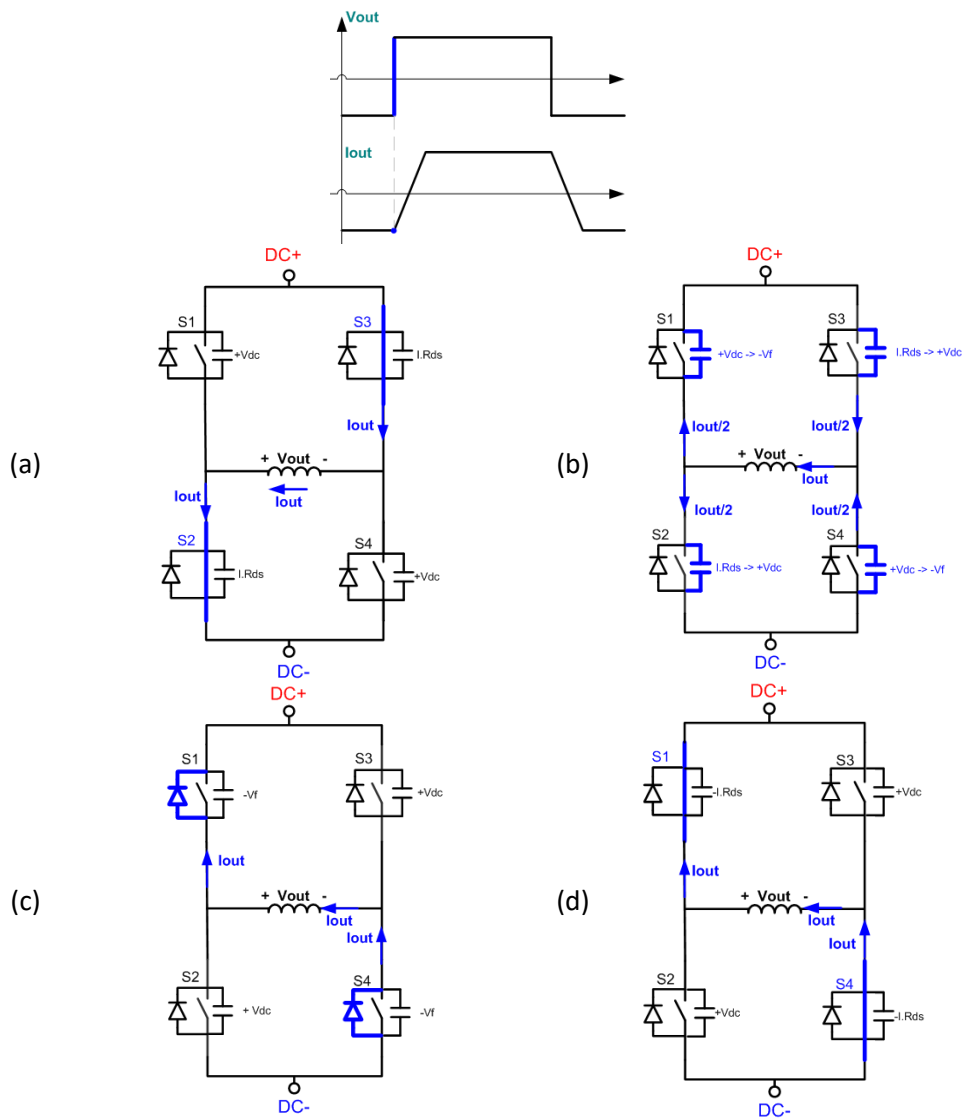 Vout
Iout
(a)
DC+
S1
+Vdc
S3
I.Rds
Iout
+ Vout -
Iout
Iout
S2
I.Rds
S4
+Vdc
DC-
(b)
DC+
S1
+Vdc -> -Vf
S3
I.Rds -> +Vdc
Iout/2
Iout/2
+ Vout -
Iout
Iout/2
Iout/2
S2
I.Rds -> +Vdc
S4
+Vdc -> -Vf
DC-
(c)
DC+
S1
-Vf
S3
+Vdc
Iout
+ Vout -
Iout
Iout
S2
+ Vdc
S4
-Vf
DC-
(d)
DC+
S1
-I.Rds
S3
+Vdc
Iout
+ Vout -
Iout
Iout
S2
+Vdc
S4
-I.Rds
DC-